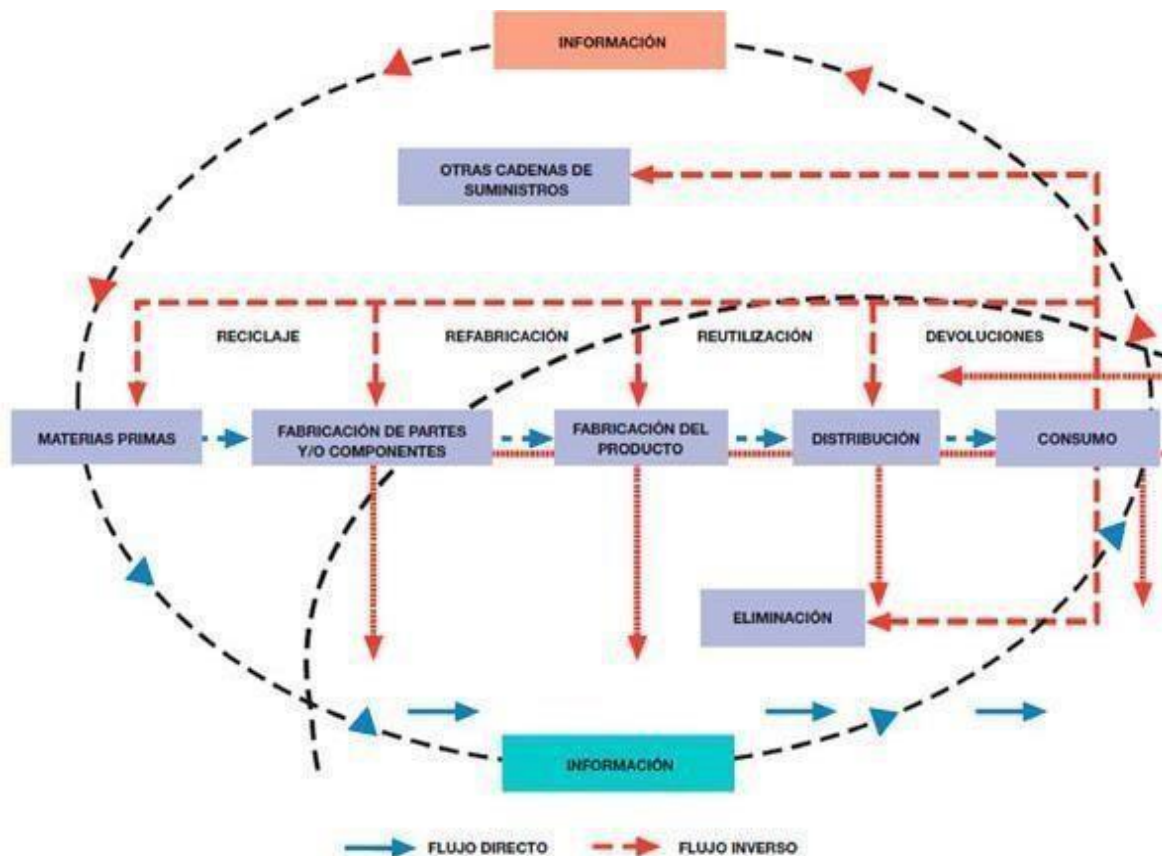 INFORMACIÓN
OTRAS CADENAS DE
SUMINISTROS
RECICLAJE
REFABRICACIÓN
REUTILIZACIÓN
DEVOLUCIONES
MATERIAS PRIMAS
FABRICACIÓN DE PARTES
Y/O COMPONENTES
FABRICACIÓN DEL
PRODUCTO
DISTRIBUCIÓN
CONSUMO
ELIMINACIÓN
INFORMACIÓN
FLUJO DIRECTO
FLUJO INVERSO